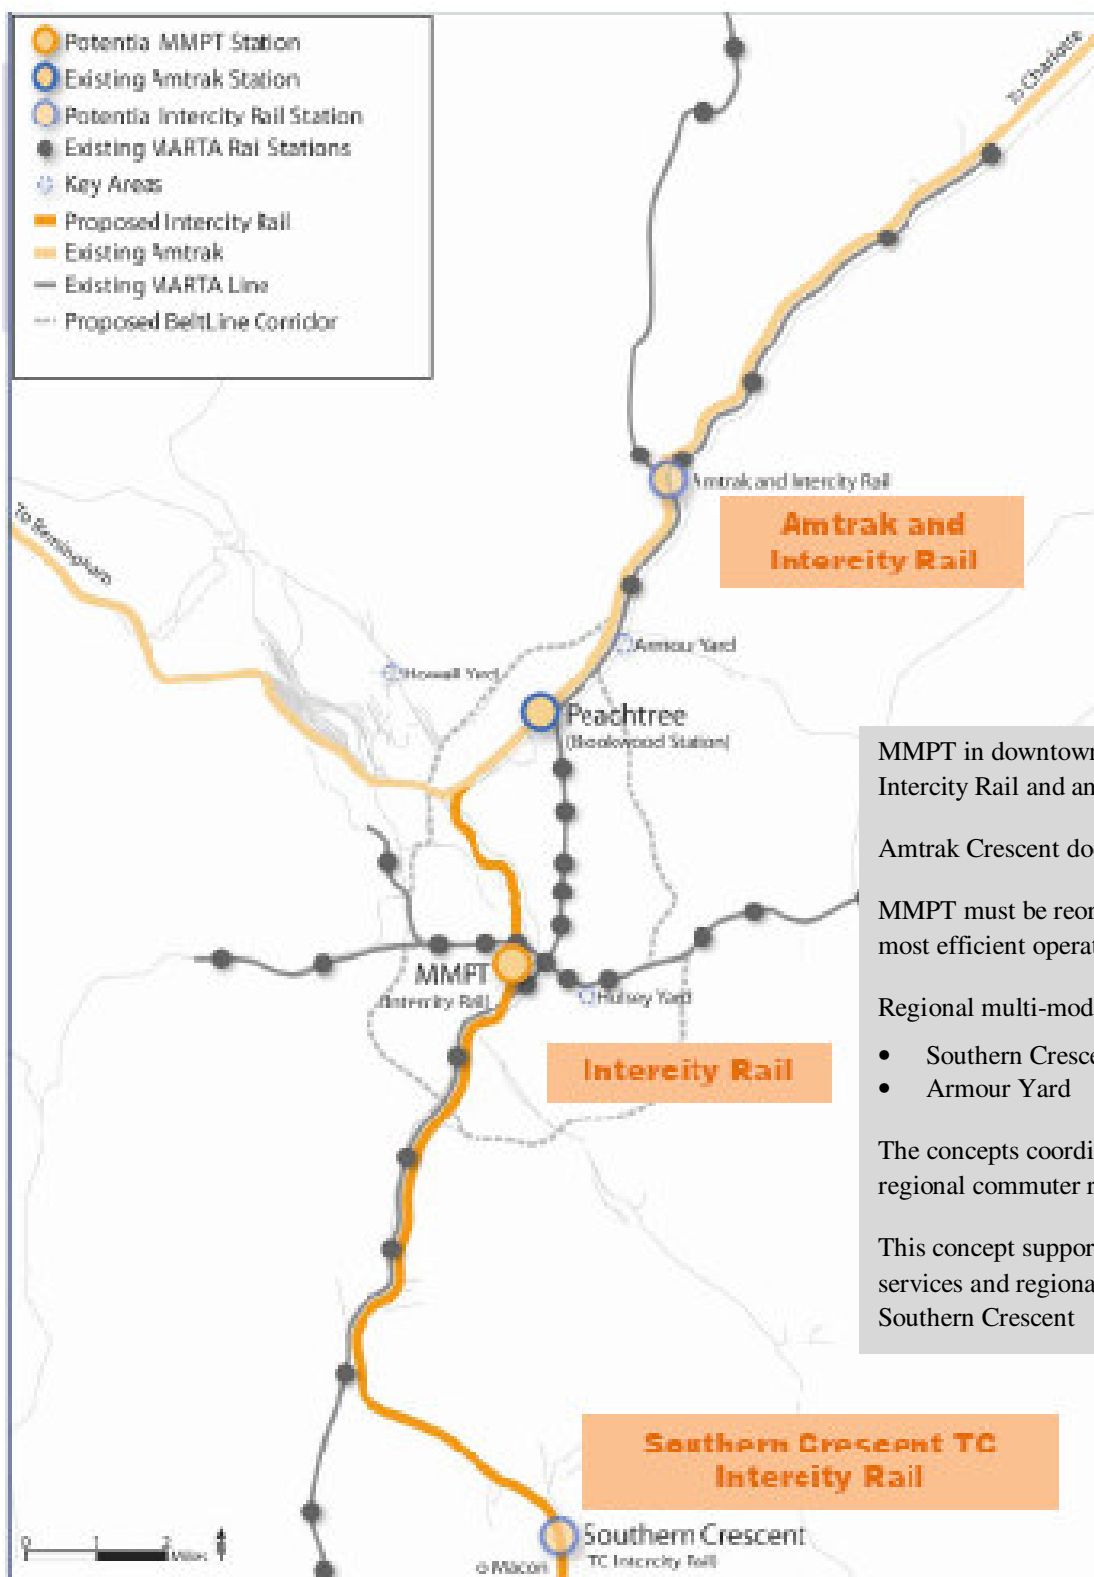 Potential MMPT Station
Existing Amtrak Station
Potential Intercity Rail Station
Existing MARTA Rail Stations
Key Areas
Proposed Intercity Rail
Existing Amtrak
Existing MARTA Line
Proposed BeltLine Corridor
To Charlotte
Amtrak and Intercity Rail
Amtrak and
Intercity Rail
To Birmingham
Armour Yard
Howell Yard
Peachtree
(Brookwood Station)
MMPT in downtown
Intercity Rail and an
Amtrak Crescent do
MMPT must be reor
most efficient operat
Regional multi-mod
• Southern Cresce
• Armour Yard
The concepts coordi
regional commuter r
This concept suppor
services and regiona
Southern Crescent
MMPT
(Intercity Rail)
Hulsey Yard
Intercity Rail
Southern Crescent TC
Intercity Rail
Southern Crescent
TC Intercity Rail)
o Macon
0 1 2
Miles